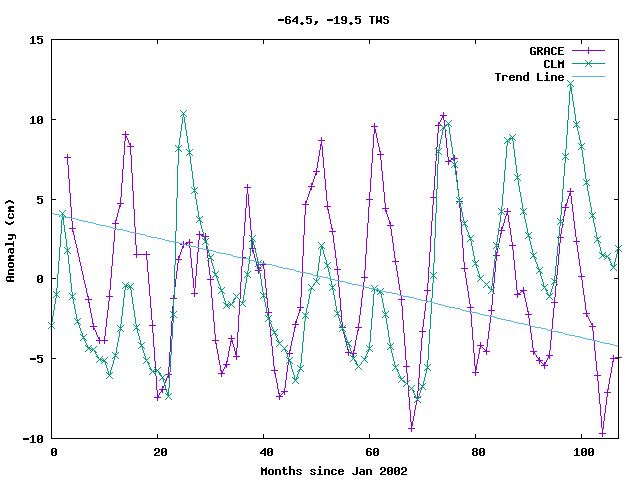 -64.5, -19.5 TWS
GRACE
CLM
Trend Line
15
10
5
0
-5
-10
Anomaly (cm)
0 20 40 60 80 100
Months since Jan 2002